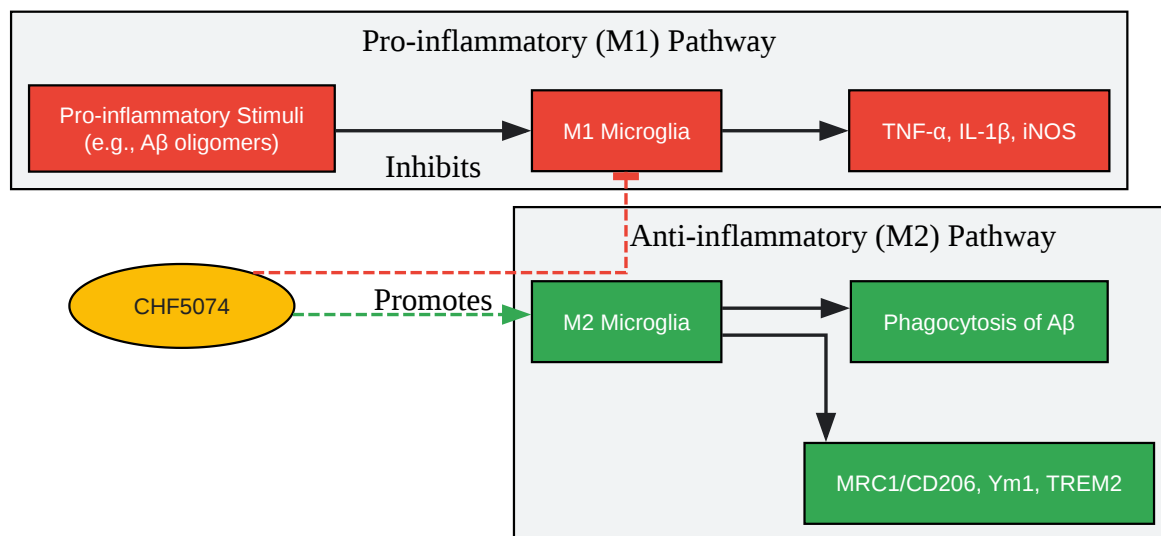 Pro-inflammatory (M1) Pathway
Pro-inflammatory Stimuli
(e.g., Aβ oligomers)
M1 Microglia
TNF-α, IL-1β, iNOS
Inhibits
Anti-inflammatory (M2) Pathway
CHF5074
Promotes
M2 Microglia
Phagocytosis of Aβ
MRC1/CD206, Ym1, TREM2